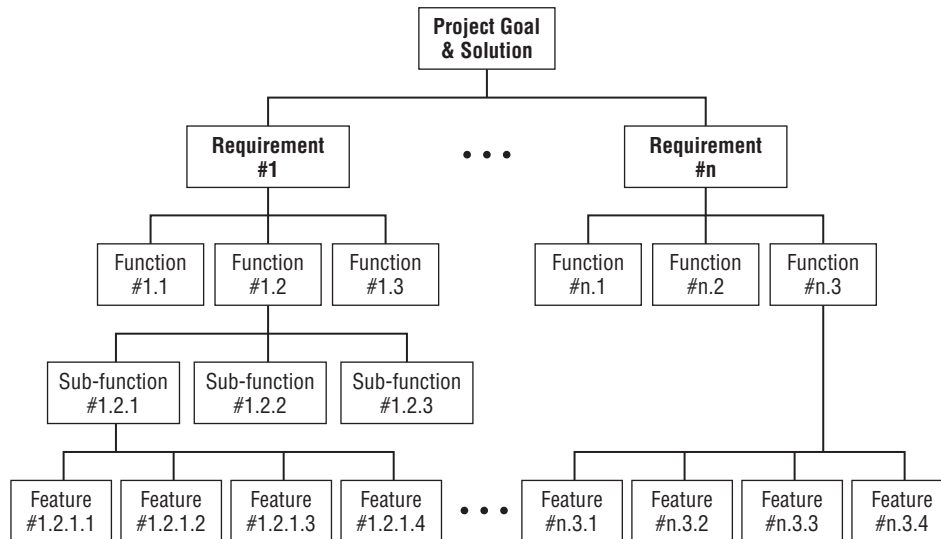 Project Goal
& Solution
Requirement
#1
• • •
Requirement
#n
Function
#1.1
Function
#1.2
Function
#1.3
Function
#n.1
Function
#n.2
Function
#n.3
Sub-function
#1.2.1
Sub-function
#1.2.2
Sub-function
#1.2.3
Feature
#1.2.1.1
Feature
#1.2.1.2
Feature
#1.2.1.3
Feature
#1.2.1.4
• • •
Feature
#n.3.1
Feature
#n.3.2
Feature
#n.3.3
Feature
#n.3.4